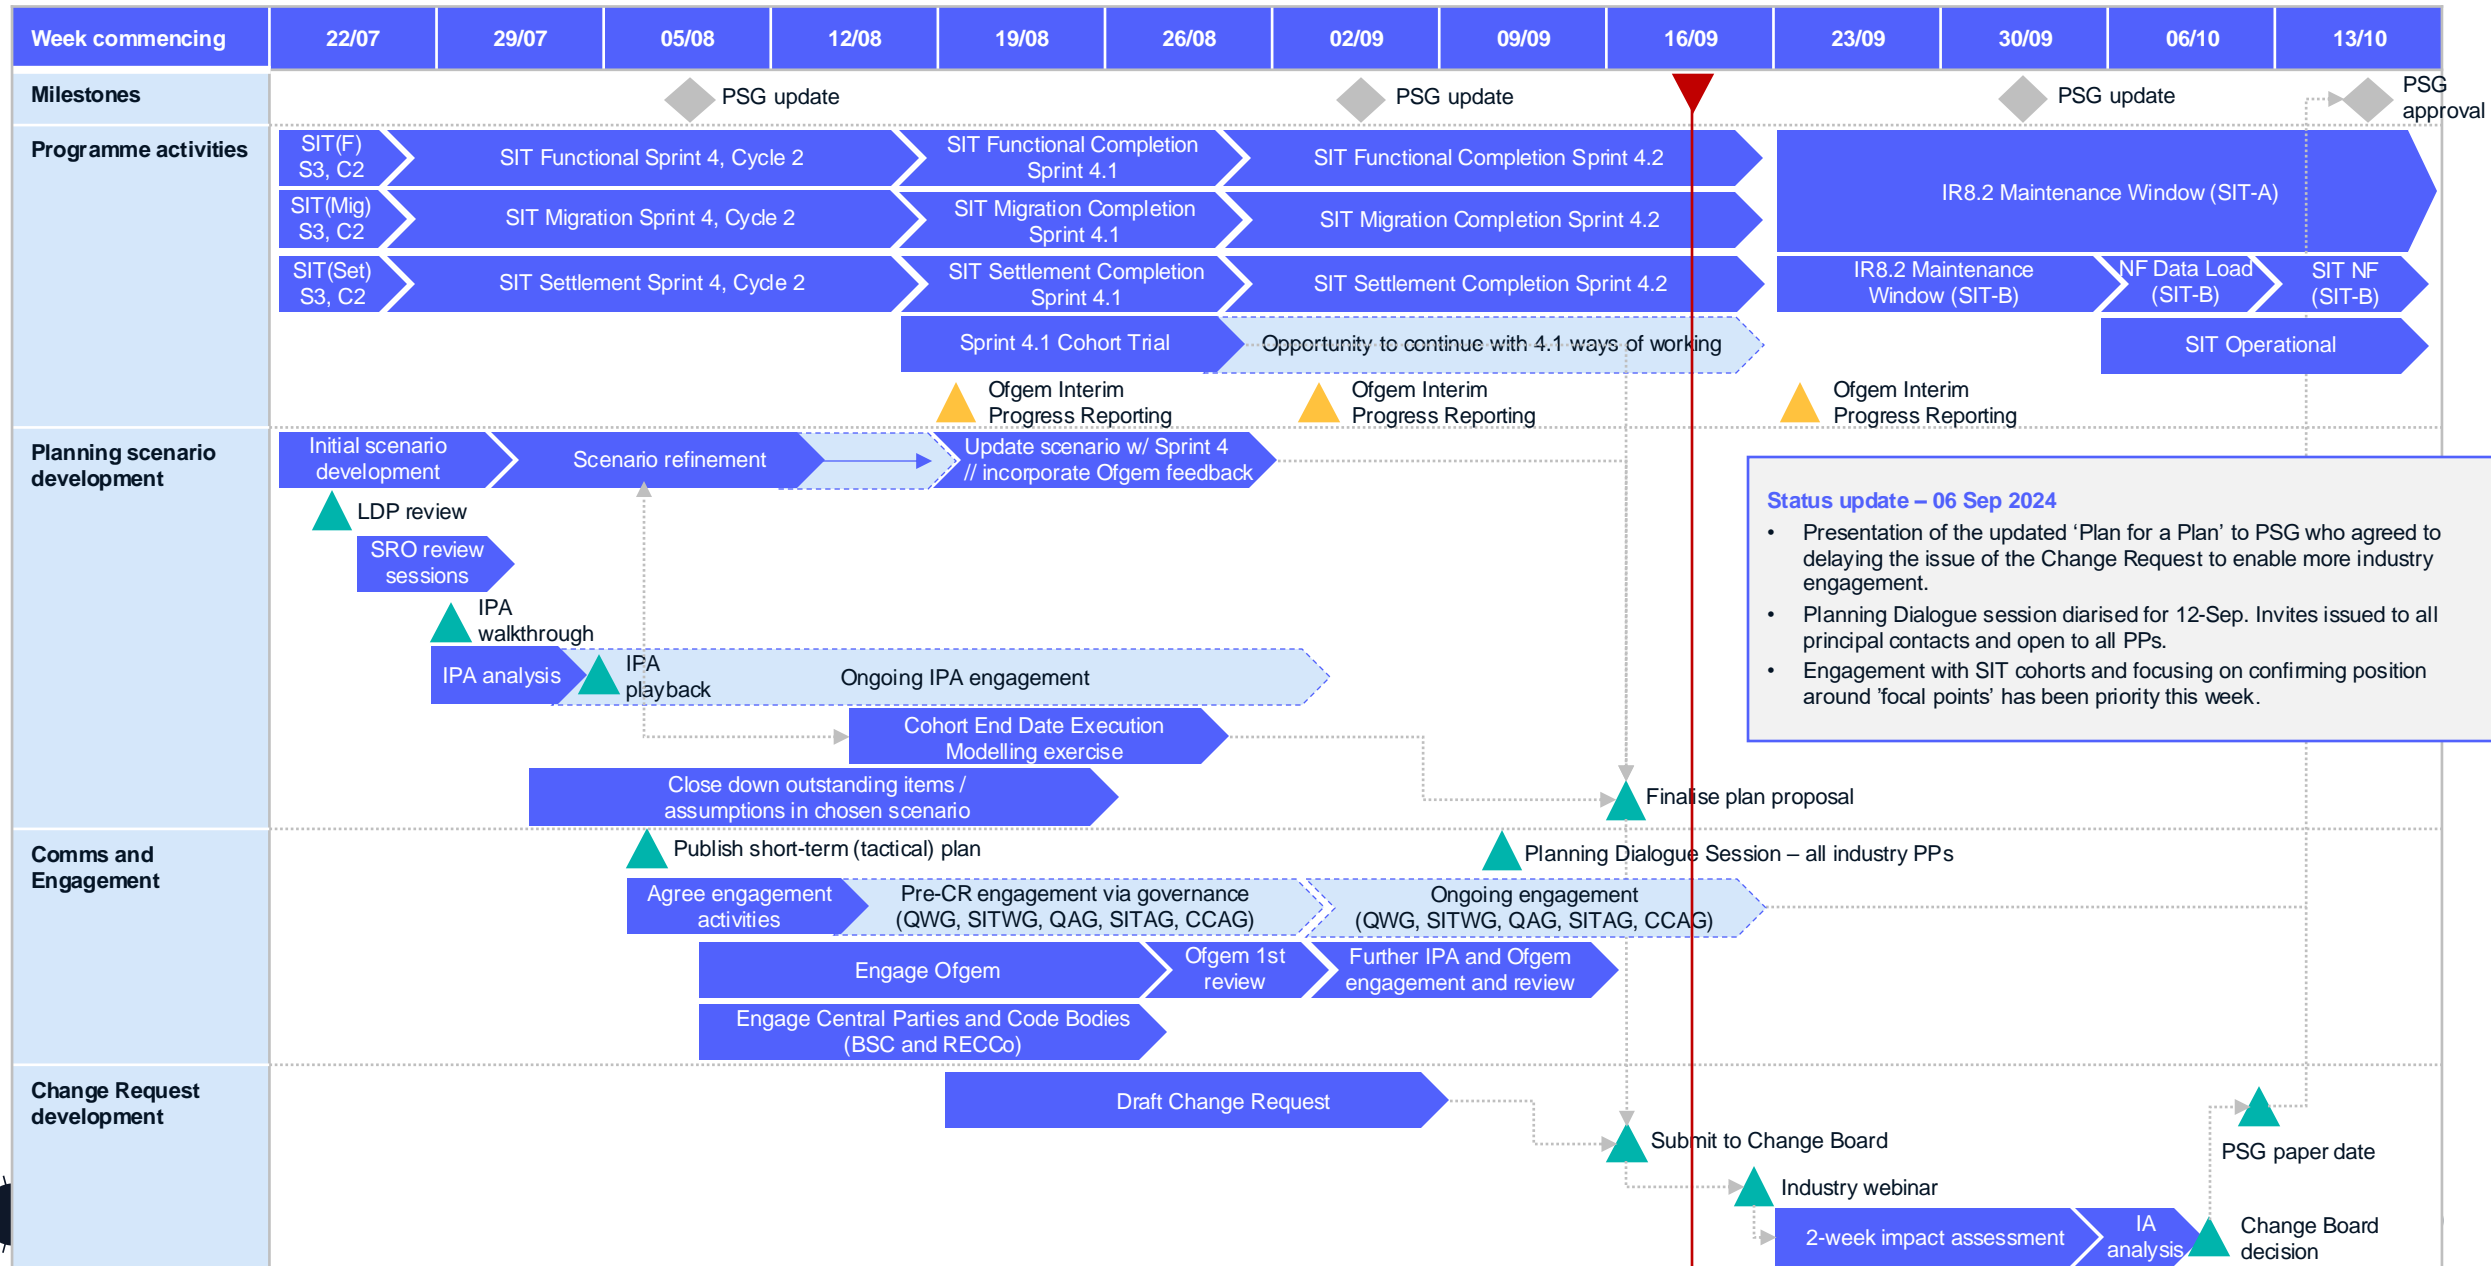 Week commencing
22/07
29/07
05/08
12/08
19/08
26/08
02/09
09/09
16/09
23/09
30/09
06/10
13/10
Milestones
PSG update
PSG update
PSG update
PSG
approval
Programme activities
SIT(F)
S3, C2
SIT Functional Sprint 4, Cycle 2
SIT Functional Completion
Sprint 4.1
SIT Functional Completion Sprint 4.2
IR8.2 Maintenance Window (SIT-A)
SIT(Mig)
S3, C2
SIT Migration Sprint 4, Cycle 2
SIT Migration Completion
Sprint 4.1
SIT Migration Completion Sprint 4.2
SIT(Set)
S3, C2
SIT Settlement Sprint 4, Cycle 2
SIT Settlement Completion
Sprint 4.1
SIT Settlement Completion Sprint 4.2
IR8.2 Maintenance
Window (SIT-B)
NF Data Load
(SIT-B)
SIT NF
(SIT-B)
Sprint 4.1 Cohort Trial
Opportunity to continue with 4.1 ways of working
SIT Operational
Ofgem Interim
Progress Reporting
Ofgem Interim
Progress Reporting
Ofgem Interim
Progress Reporting
Planning scenario
development
Initial scenario
development
Scenario refinement
Update scenario w/ Sprint 4
// incorporate Ofgem feedback
LDP review
SRO review
sessions
IPA
walkthrough
IPA analysis
IPA
playback
Ongoing IPA engagement
Cohort End Date Execution
Modelling exercise
Close down outstanding items /
assumptions in chosen scenario
Finalise plan proposal
Status update – 06 Sep 2024
• Presentation of the updated ‘Plan for a Plan’ to PSG who agreed to
delaying the issue of the Change Request to enable more industry
engagement.
• Planning Dialogue session diarised for 12-Sep. Invites issued to all
principal contacts and open to all PPs.
• Engagement with SIT cohorts and focusing on confirming position
around ’focal points’ has been priority this week.
Comms and
Engagement
Publish short-term (tactical) plan
Planning Dialogue Session – all industry PPs
Agree engagement
activities
Pre-CR engagement via governance
(QWG, SITWG, QAG, SITAG, CCAG)
Ongoing engagement
(QWG, SITWG, QAG, SITAG, CCAG)
Engage Ofgem
Ofgem 1st
review
Further IPA and Ofgem
engagement and review
Engage Central Parties and Code Bodies
(BSC and RECCo)
Change Request
development
Draft Change Request
Submit to Change Board
PSG paper date
Industry webinar
2-week impact assessment
IA
analysis
Change Board
decision